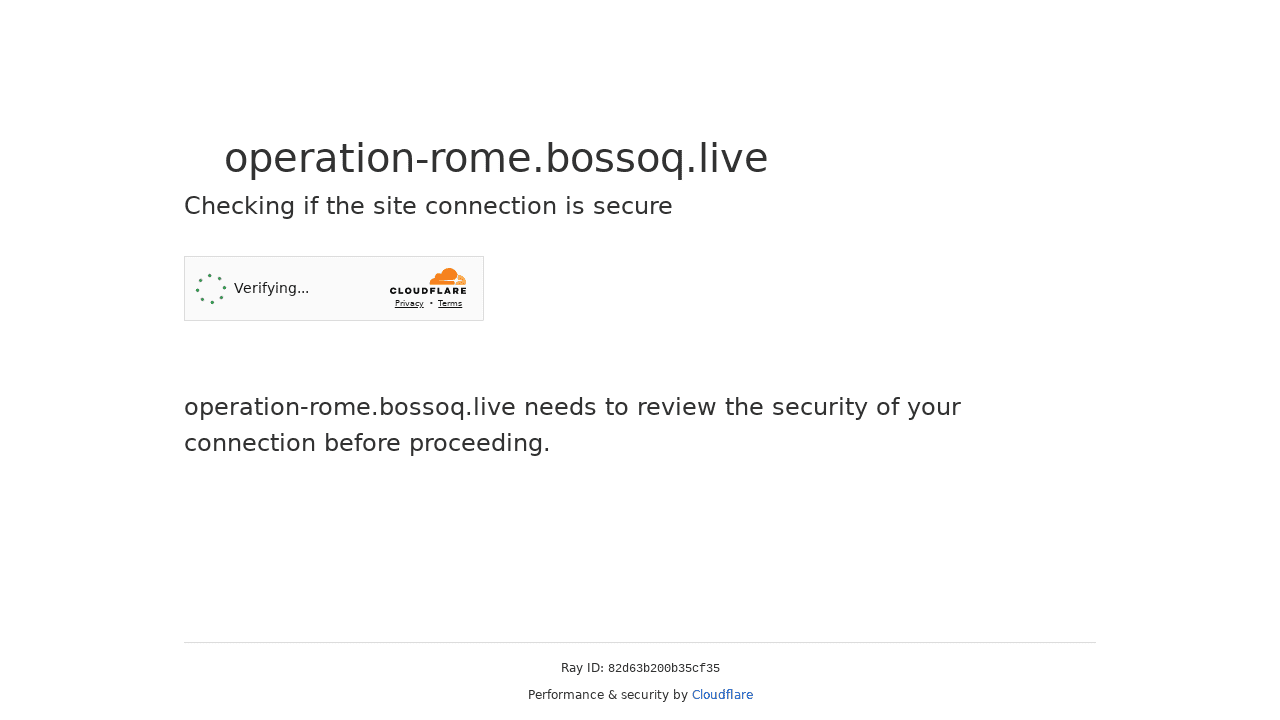 operation-rome.bossoq.live
Checking if the site connection is secure
Verifying...
CLOUDFLARE
Privacy • Terms
operation-rome.bossoq.live needs to review the security of your
connection before proceeding.
Ray ID: 82d63b200b35cf35
Performance & security by Cloudflare